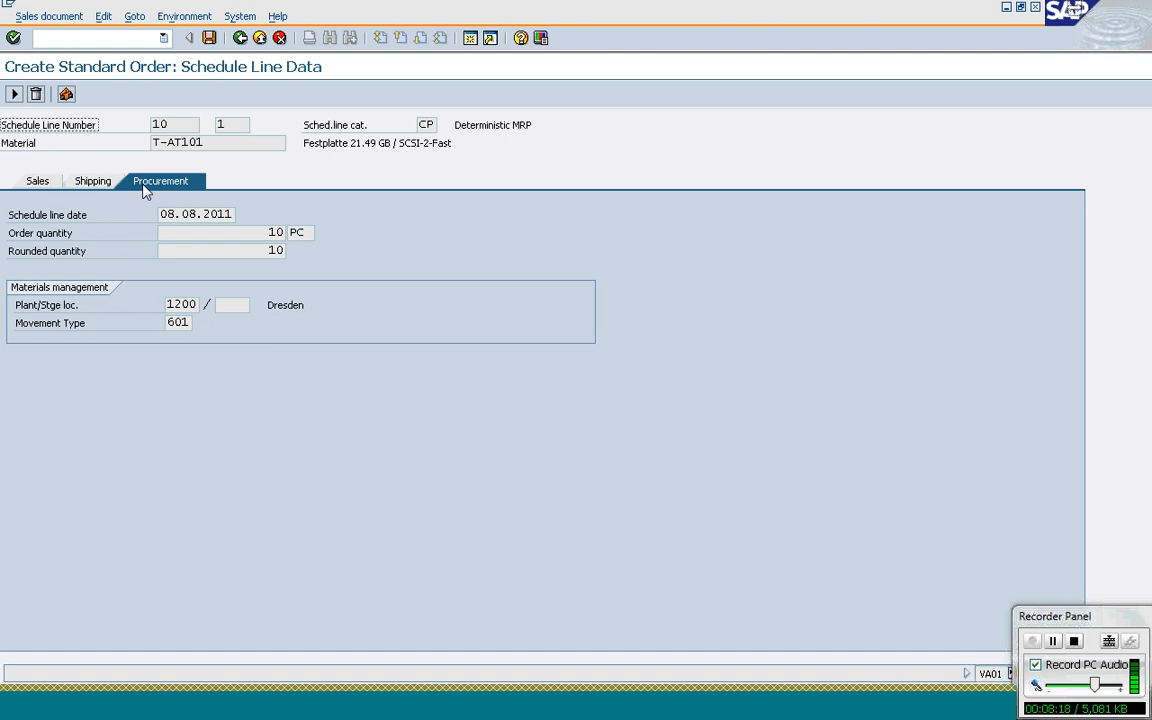 Sales document Edit Goto Environment System Help
SAP
Create Standard Order: Schedule Line Data
Schedule Line Number 10 1 Sched.line cat. CP Deterministic MRP
Material T-AT101 Festplatte 21.49 GB / SCSI-2-Fast
Sales Shipping Procurement
Schedule line date 08.08.2011
Order quantity 10 PC
Rounded quantity 10
Materials management
Plant/Stge loc. 1200 / Dresden
Movement Type 601
Recorder Panel
Record PC Audio
VA01
00:08:18 / 5,081 KB